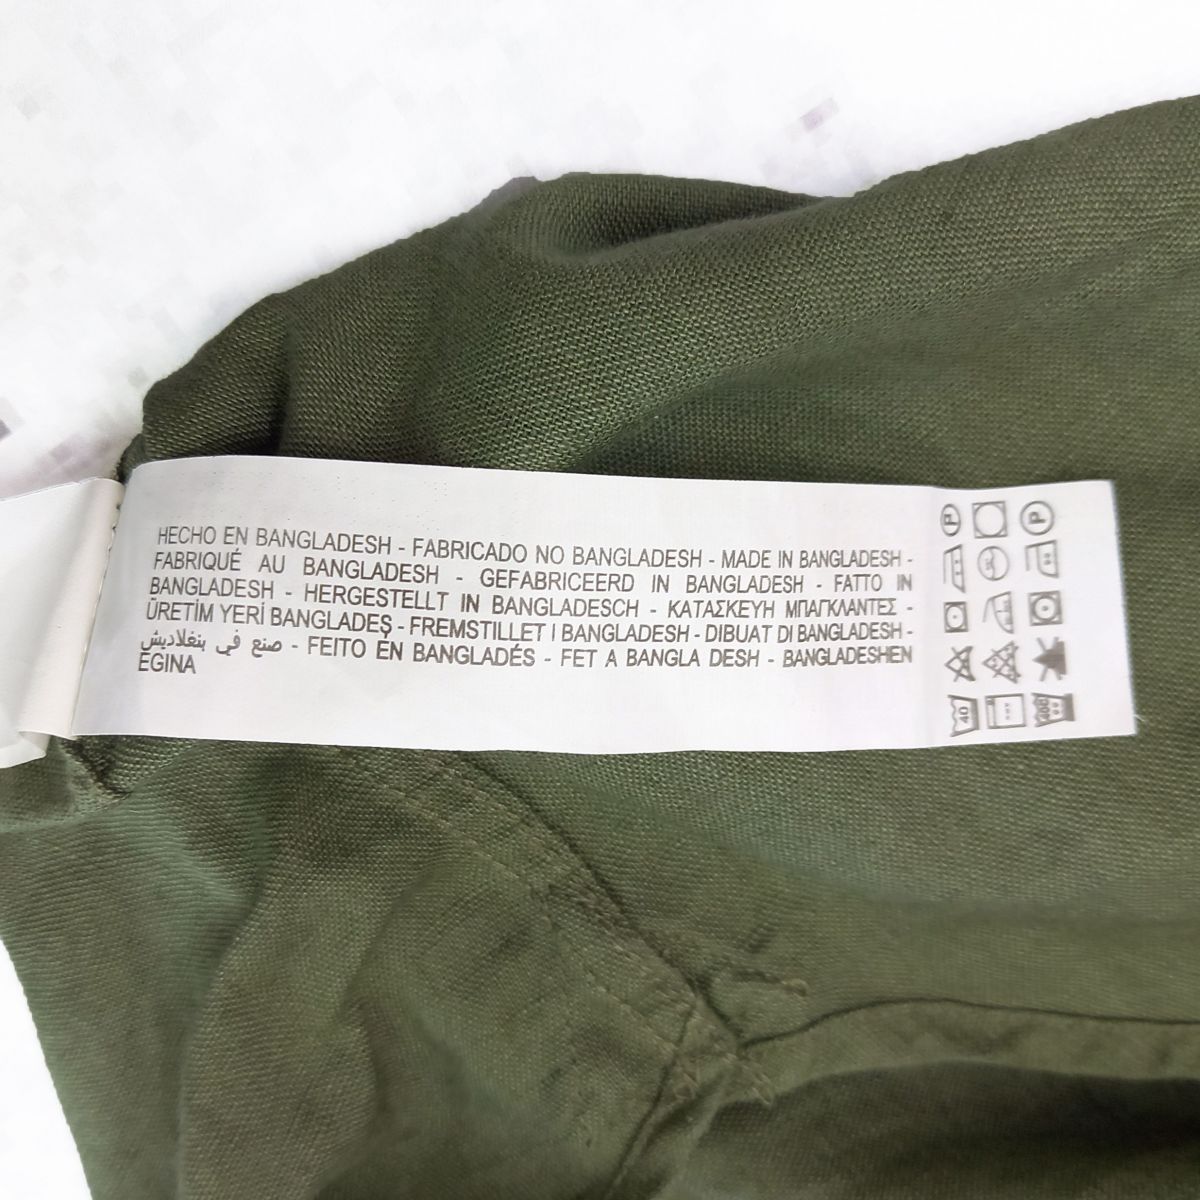 HECHO EN BANGLADESH - FABRICADO NO BANGLADESH - MADE IN BANGLADESH -
FABRIQUÉ AU BANGLADESH - GEFABRICEERD IN BANGLADESH - FATTO IN
BANGLADESH - HERGESTELLT IN BANGLADESCH - ΚΑΤΑΣΚΕΥΗ ΜΠΑΓΚΛΑΝΤΕΣ -
ÜRETİM YERİ BANGLADEŞ - FREMSTILLET I BANGLADESH - DIBUAT DI BANGLADESH -
صنع في بنغلاديش - FEITO EN BANGLADÉS - FET A BANGLA DESH - BANGLADESHEN
EGINA
P P
40